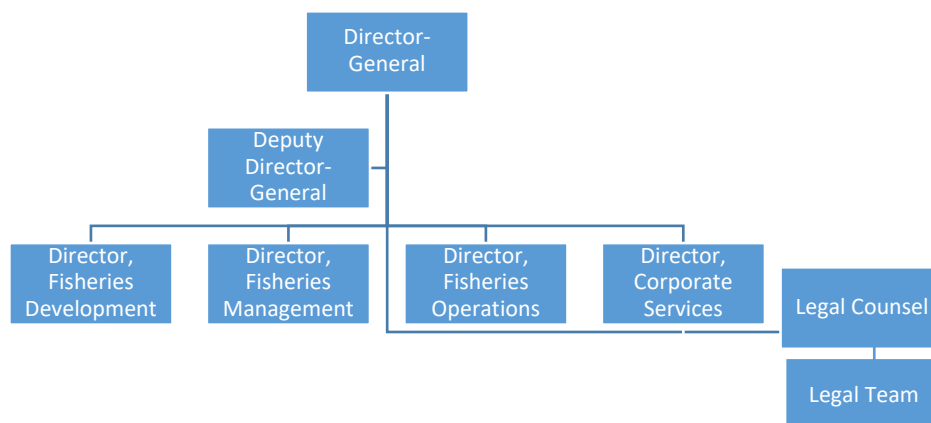 Director-
General
Deputy
Director-
General
Director,
Fisheries
Development
Director,
Fisheries
Management
Director,
Fisheries
Operations
Director,
Corporate
Services
Legal Counsel
Legal Team